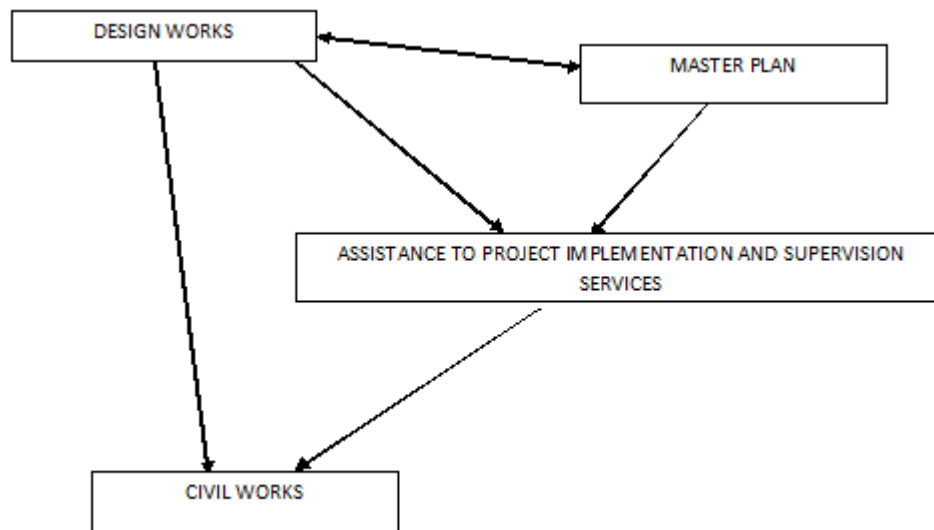 DESIGN WORKS
MASTER PLAN
ASSISTANCE TO PROJECT IMPLEMENTATION AND SUPERVISION
SERVICES
CIVIL WORKS